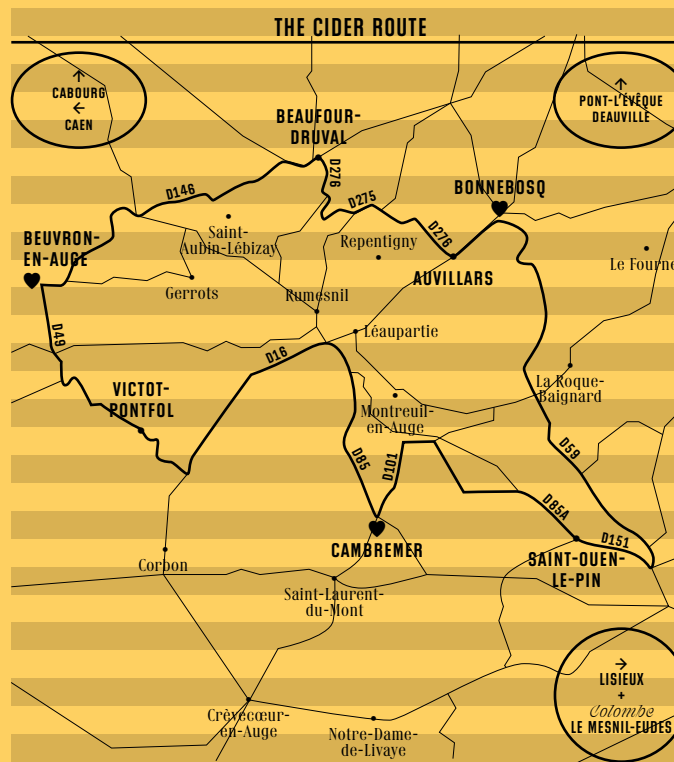 THE CIDER ROUTE
↑
CABOURG
←
CAEN
↑
PONT-L'ÉVÊQUE
DEAUVILLE
BEAUFOUR-
DRUVAL
D276
D146
D275
BONNEBOSQ
Saint-
Aubin-Lébizay
Repentigny
D276
BEUVRON-
EN-AUGE
AUVILLARS
Le Fourne
Gerrots
Rumesnil
D49
Léaupartie
D16
VICTOT-
PONTFOL
La Roque-
Baignard
Montreuil-
en-Auge
D85
D101
D59
D85A
D151
CAMBREMER
SAINT-OUEN-
LE-PIN
Corbon
Saint-Laurent-
du-Mont
→
LISIEUX
+
Colombe
LE MESNIL-EUDES
Crèvecœur-
en-Auge
Notre-Dame-
de-Livaye